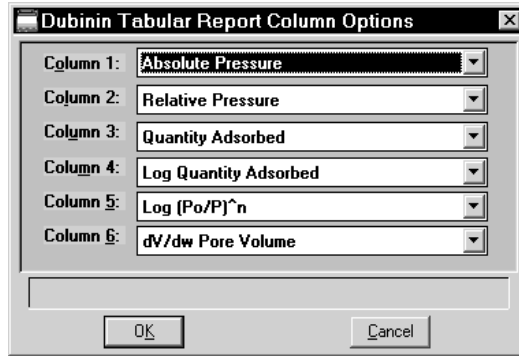 Dubinin Tabular Report Column Options
Column 1: Absolute Pressure
Column 2: Relative Pressure
Column 3: Quantity Adsorbed
Column 4: Log Quantity Adsorbed
Column 5: Log (Po/P)^n
Column 6: dV/dw Pore Volume
OK Cancel